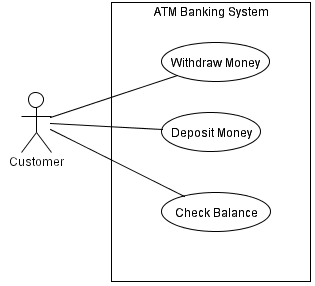 ATM Banking System
Withdraw Money
Deposit Money
Customer
Check Balance